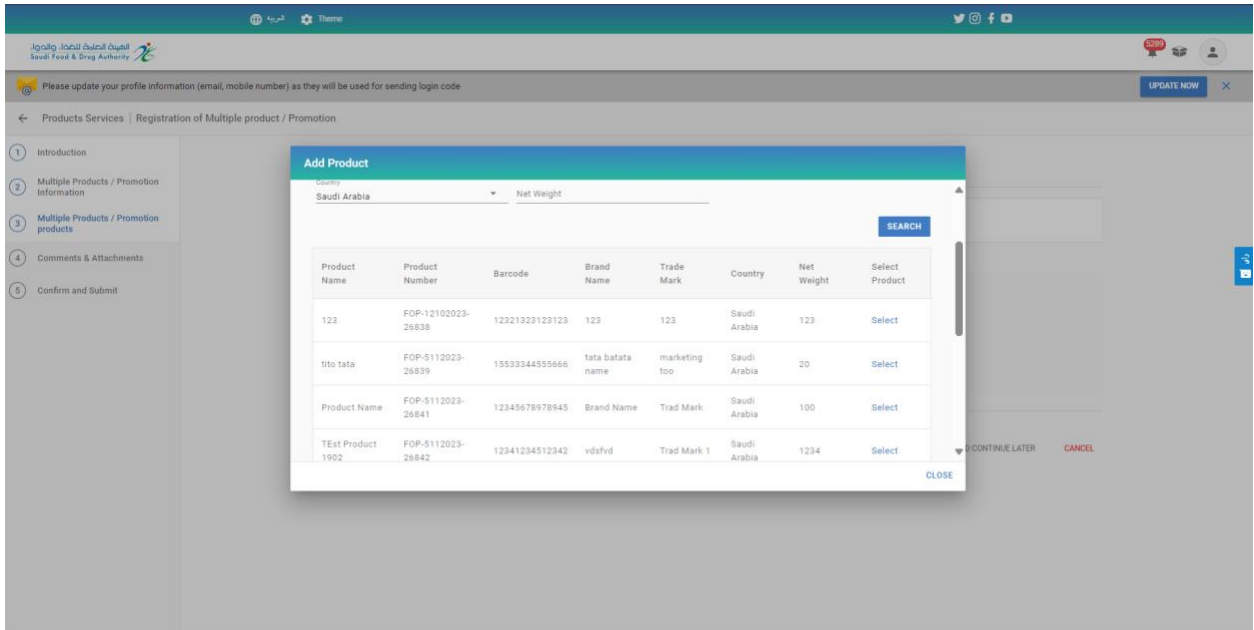 العربية Theme
الهيئة العامة للغذاء والدواء
Saudi Food & Drug Authority
5289
Please update your profile information (email, mobile number) as they will be used for sending login code
UPDATE NOW
Products Services | Registration of Multiple product / Promotion
1 Introduction
2 Multiple Products / Promotion
Information
3 Multiple Products / Promotion
products
4 Comments & Attachments
5 Confirm and Submit
Add Product
Country
Saudi Arabia
Net Weight
SEARCH
Product Name Product Number Barcode Brand Name Trade Mark Country Net Weight Select Product
123 FOP-12102023-26838 12321323123123 123 123 Saudi Arabia 123 Select
tito tata FOP-5112023-26839 15533344555666 tata batata name marketing too Saudi Arabia 20 Select
Product Name FOP-5112023-26841 12345678978945 Brand Name Trad Mark Saudi Arabia 100 Select
TEst Product 1902 FOP-5112023-26842 12341234512342 vdsfvd Trad Mark 1 Saudi Arabia 1234 Select
CONTINUE LATER CANCEL
CLOSE